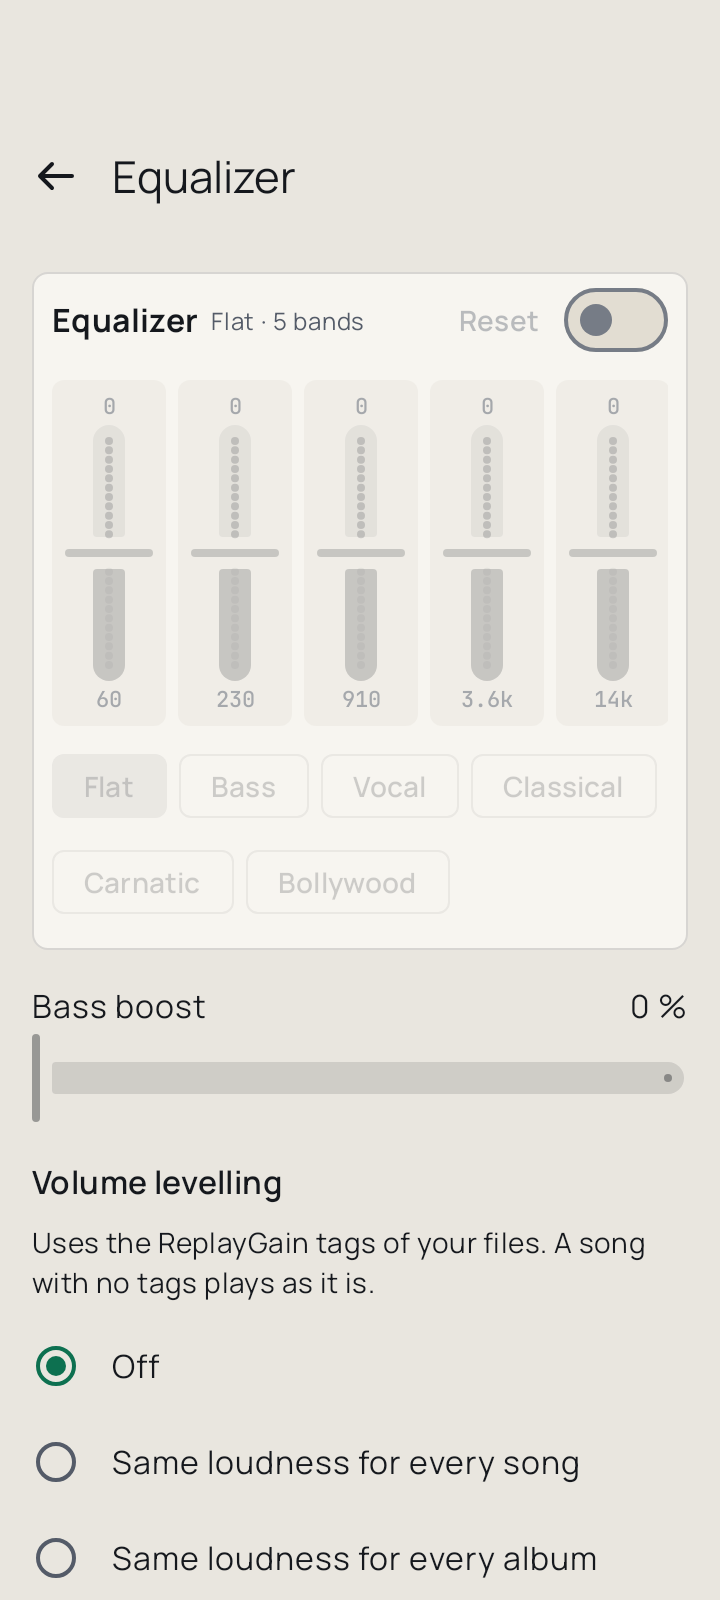 Equalizer
Equalizer Flat · 5 bands Reset
0 0 0 0 0
60 230 910 3.6k 14k
Flat Bass Vocal Classical
Carnatic Bollywood
Bass boost 0 %
Volume levelling
Uses the ReplayGain tags of your files. A song
with no tags plays as it is.
Off
Same loudness for every song
Same loudness for every album